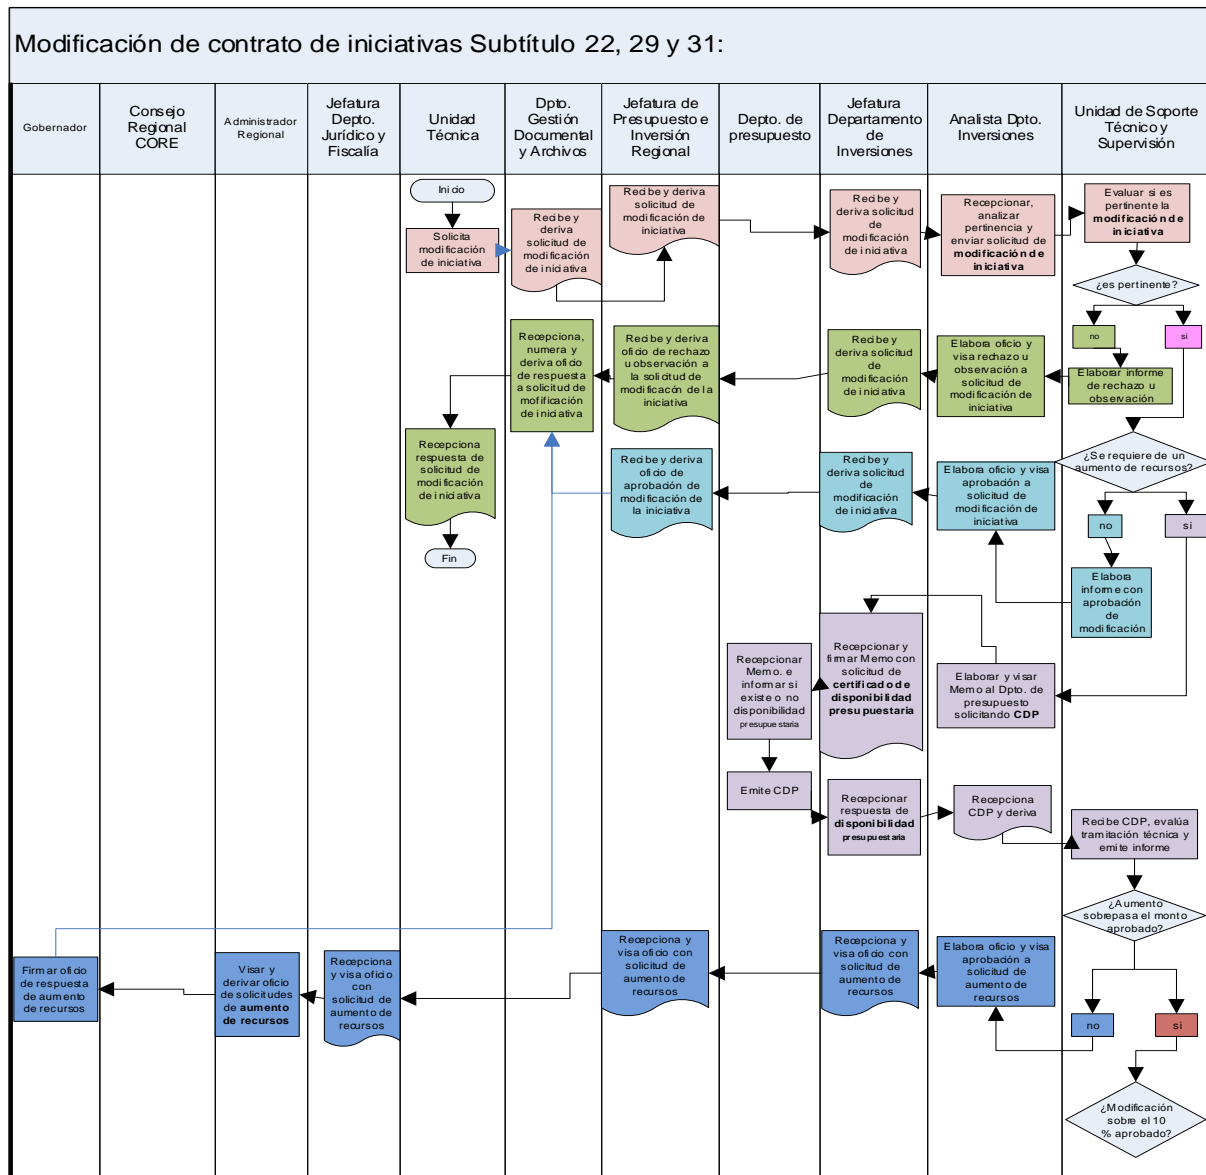 Modificación de contrato de iniciativas Subtítulo 22, 29 y 31:
Gobernador
Consejo
Regional
CORE
Administrador
Regional
Jefatura
Depto.
Jurídico y
Fiscalía
Unidad
Técnica
Dpto.
Gestión
Documental
y Archivos
Jefatura de
Presupuesto e
Inversión
Regional
Depto. de
presupuesto
Jefatura
Departamento
de
Inversiones
Analista Dpto.
Inversiones
Unidad de Soporte
Técnico y
Supervisión
Inicio
Solicita
modificación
de iniciativa
Recibe y
deriva
solicitud de
modificación
de iniciativa
Recibe y deriva
solicitud de
modificación de
iniciativa
Recibe y
deriva solicitud
de
modificación
de iniciativa
Recepcionar,
analizar
pertinencia y
enviar solicitud de
modificación de
iniciativa
Evaluar si es
pertinente la
modificación de
iniciativa
¿es pertinente?
no
si
Elaborar informe
de rechazo u
observación
Elabora oficio y
visa rechazo u
observación a
solicitud de
modificación de
iniciativa
Recibe y
deriva solicitud
de
modificación
de iniciativa
Recibe y deriva
oficio de rechazo
u observación a
la solicitud de
modificacón de la
iniciativa
Recepciona,
numera y
deriva oficio
de respuesta
a solicitud de
mofificación
de iniciativa
Recepciona
respuesta de
solicitud de
modificación
de iniciativa
Fin
¿Se requiere de un
aumento de recursos?
no
si
Elabora
informe con
aprobación
de
modificación
Elabora oficio y visa
aprobación a
solicitud de
modificación de
iniciativa
Recibe y
deriva solicitud
de
modificación
de iniciativa
Recibe y deriva
oficio de
aprobación de
modificación de
la iniciativa
Elaborar y visar
Memo al Dpto. de
presupuesto
solicitando CDP
Recepcionar y
firmar Memo con
solicitud de
certificado de
disponibilidad
presupuestaria
Recepcionar
Memo. e
informar si
existe o no
disponibilidad
presupuestaria
Emite CDP
Recepcionar
respuesta de
disponibilidad
presupuestaria
Recepciona
CDP y deriva
Recibe CDP, evalúa
tramitación técnica y
emite informe
¿Aumento
sobrepasa el monto
aprobado?
no
si
Elabora oficio y visa
aprobación a
solicitud de
aumento de
recursos
Recepciona y
visa oficio con
solicitud de
aumento de
recursos
Recepciona y
visa oficio con
solicitud de
aumento de
recursos
Recepciona
y visa oficio
con
solicitud de
aumento de
recursos
Visar y
derivar oficio
de solicitudes
de aumento
de recursos
Firmar oficio
de respuesta
de aumento
de recursos
¿Modificación
sobre el 10
% aprobado?